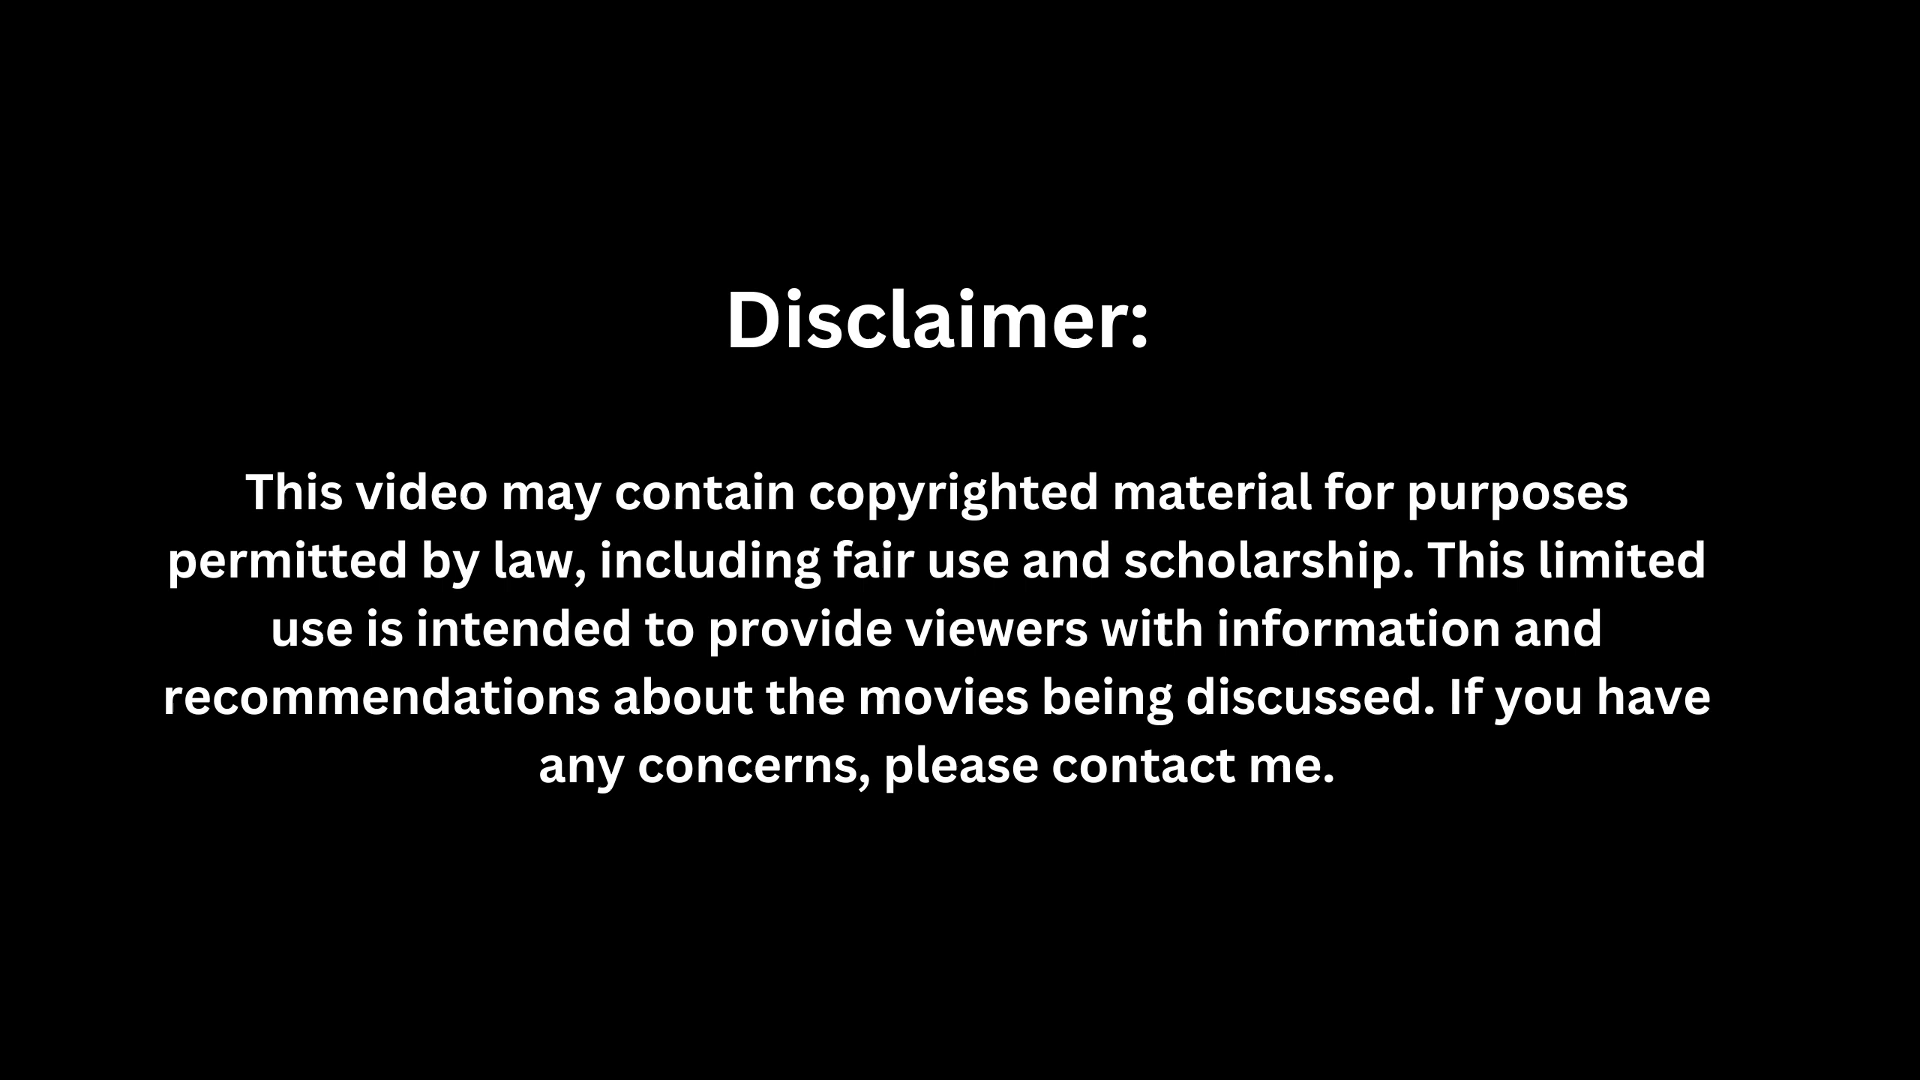 Disclaimer:
This video may contain copyrighted material for purposes
permitted by law, including fair use and scholarship. This limited
use is intended to provide viewers with information and
recommendations about the movies being discussed. If you have
any concerns, please contact me.